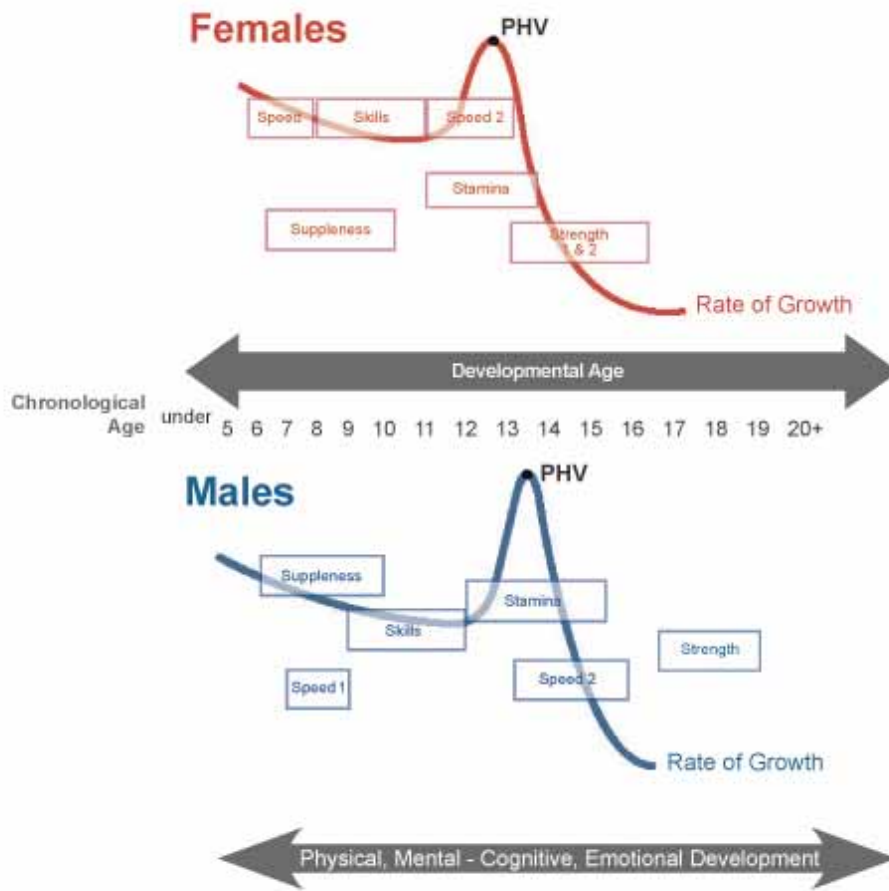 Females
PHV
Speed
Skills
Speed 2
Stamina
Suppleness
Strength
1 & 2
Rate of Growth
Developmental Age
Chronological
Age
under 5 6 7 8 9 10 11 12 13 14 15 16 17 18 19 20+
Males
PHV
Suppleness
Stamina
Skills
Strength
Speed 1
Speed 2
Rate of Growth
Physical, Mental - Cognitive, Emotional Development